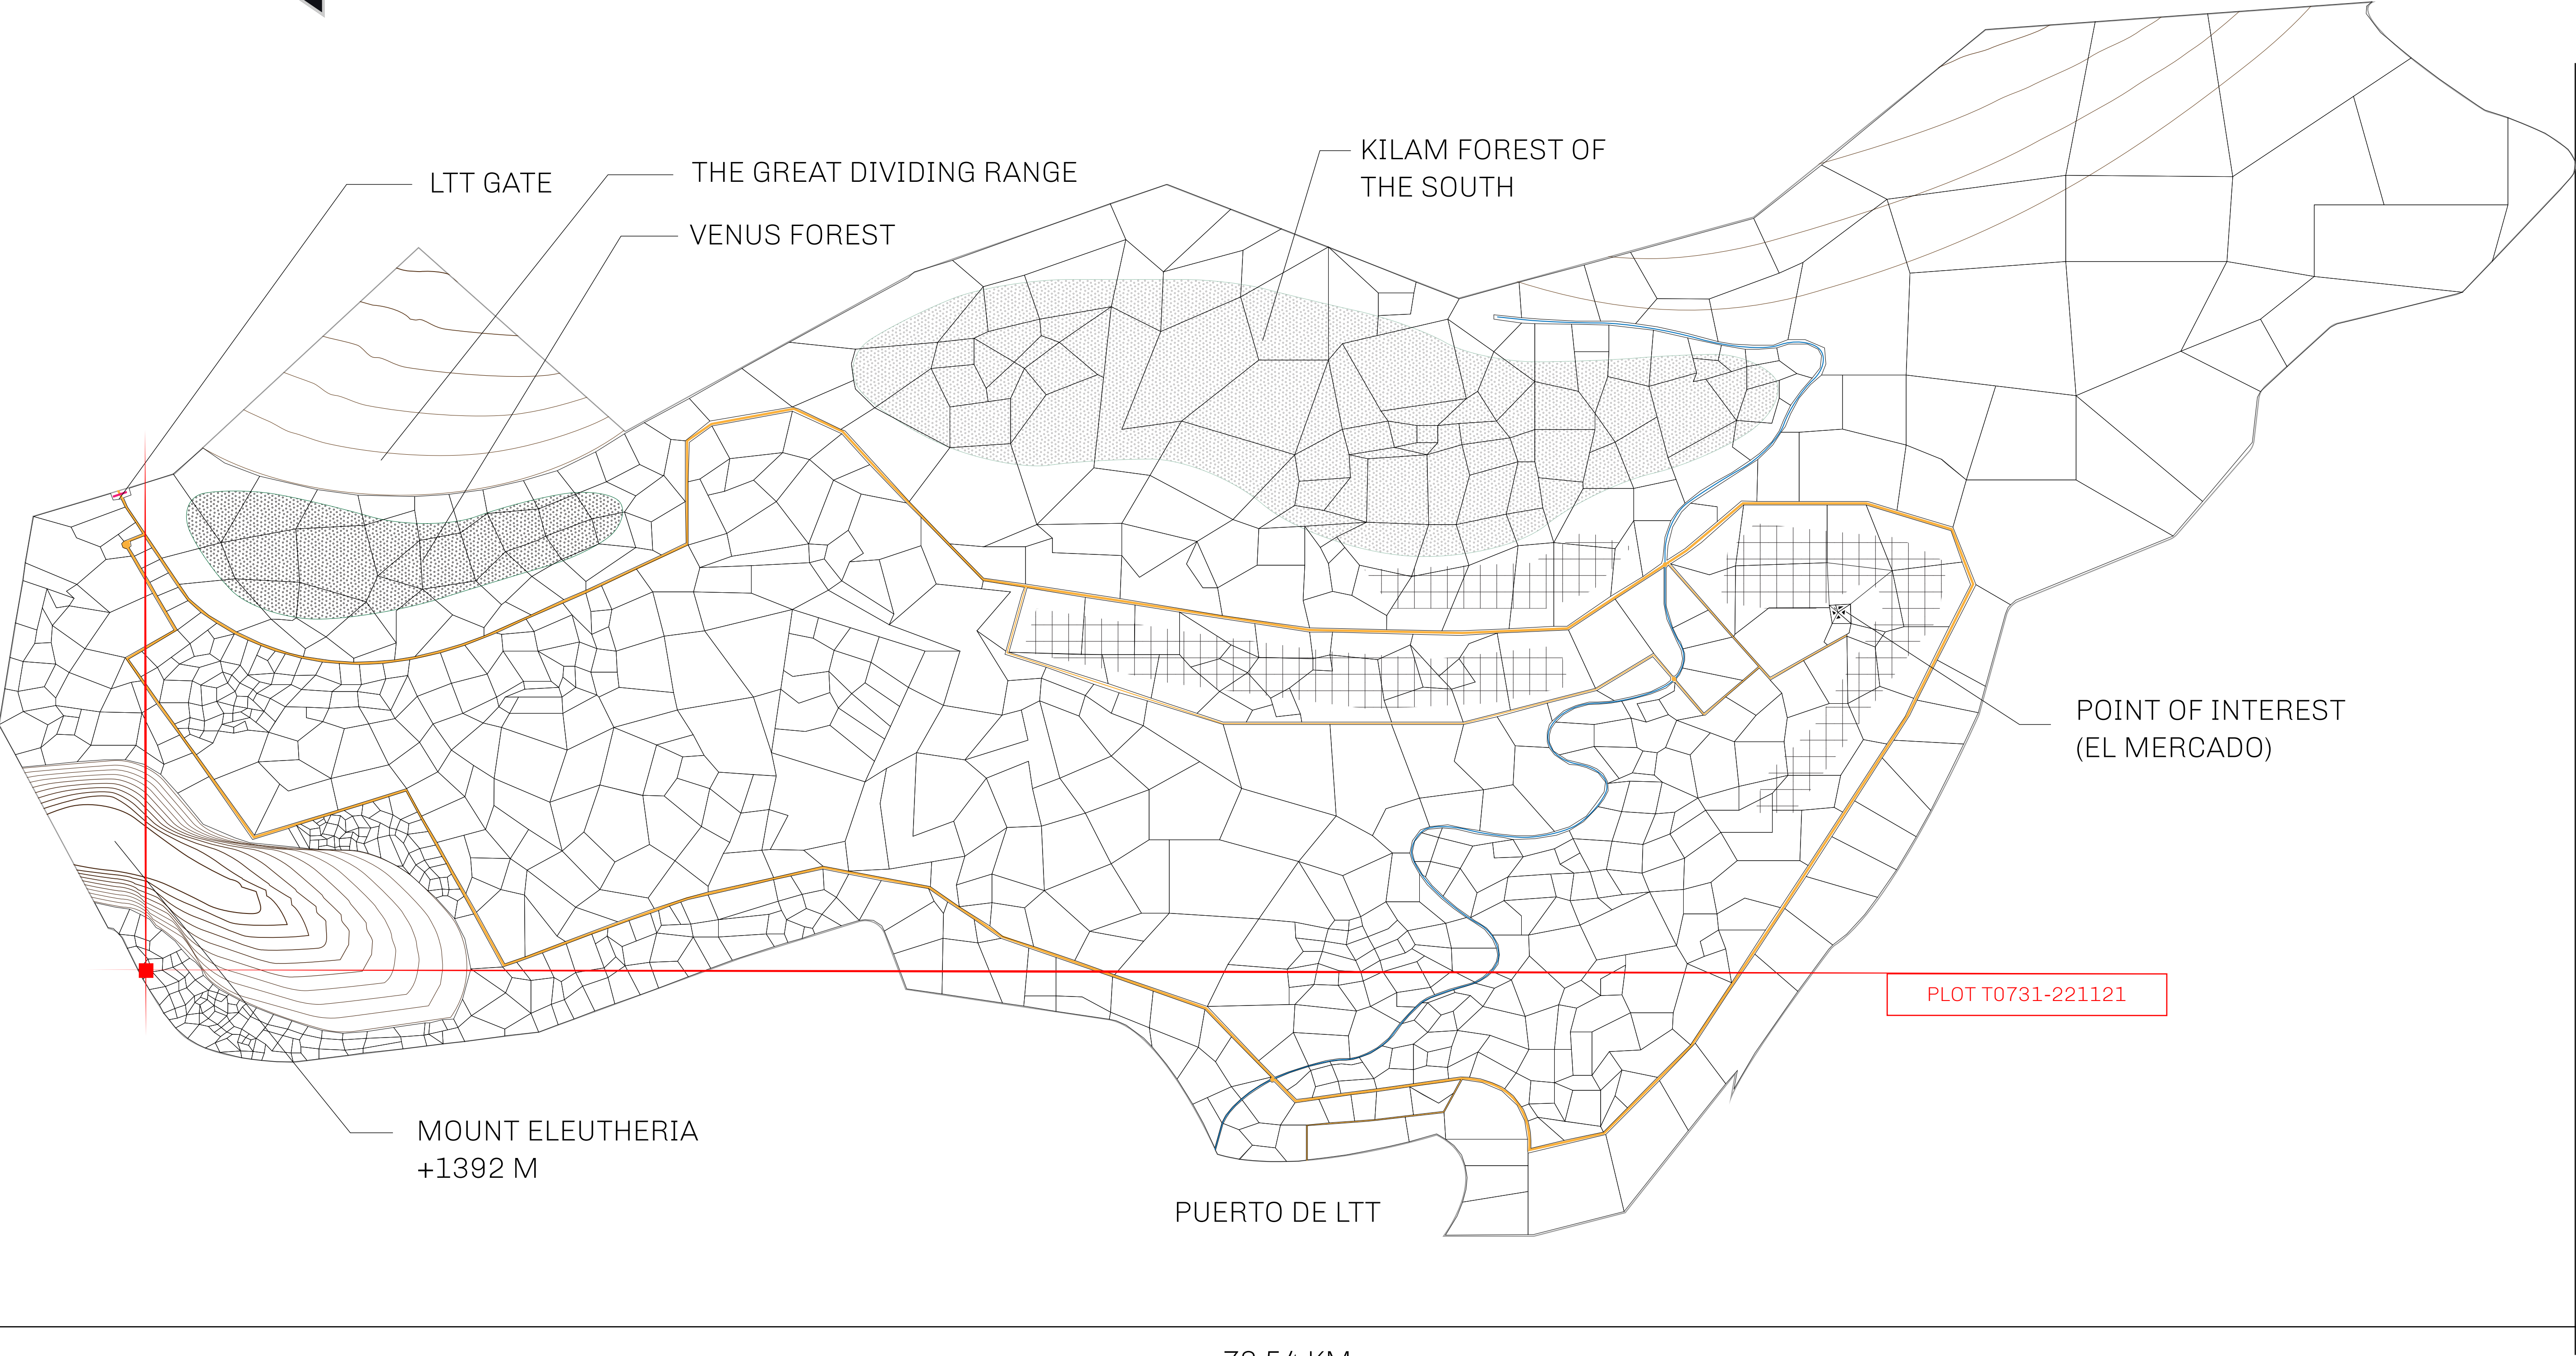 LTT GATE
THE GREAT DIVIDING RANGE
VENUS FOREST
KILAM FOREST OF
THE SOUTH
POINT OF INTEREST
(EL MERCADO)
PLOT T0731-221121
MOUNT ELEUTHERIA
+1392 M
PUERTO DE LTT
KM